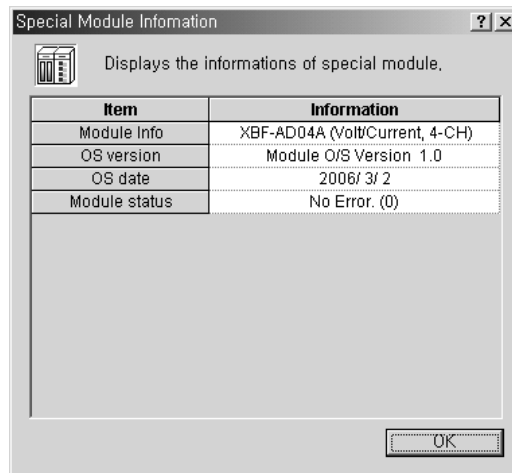 Special Module Infomation
? X
Displays the informations of special module,
Item Information
Module Info XBF-AD04A (Volt/Current, 4-CH)
OS version Module O/S Version 1.0
OS date 2006/ 3/ 2
Module status No Error. (0)
OK